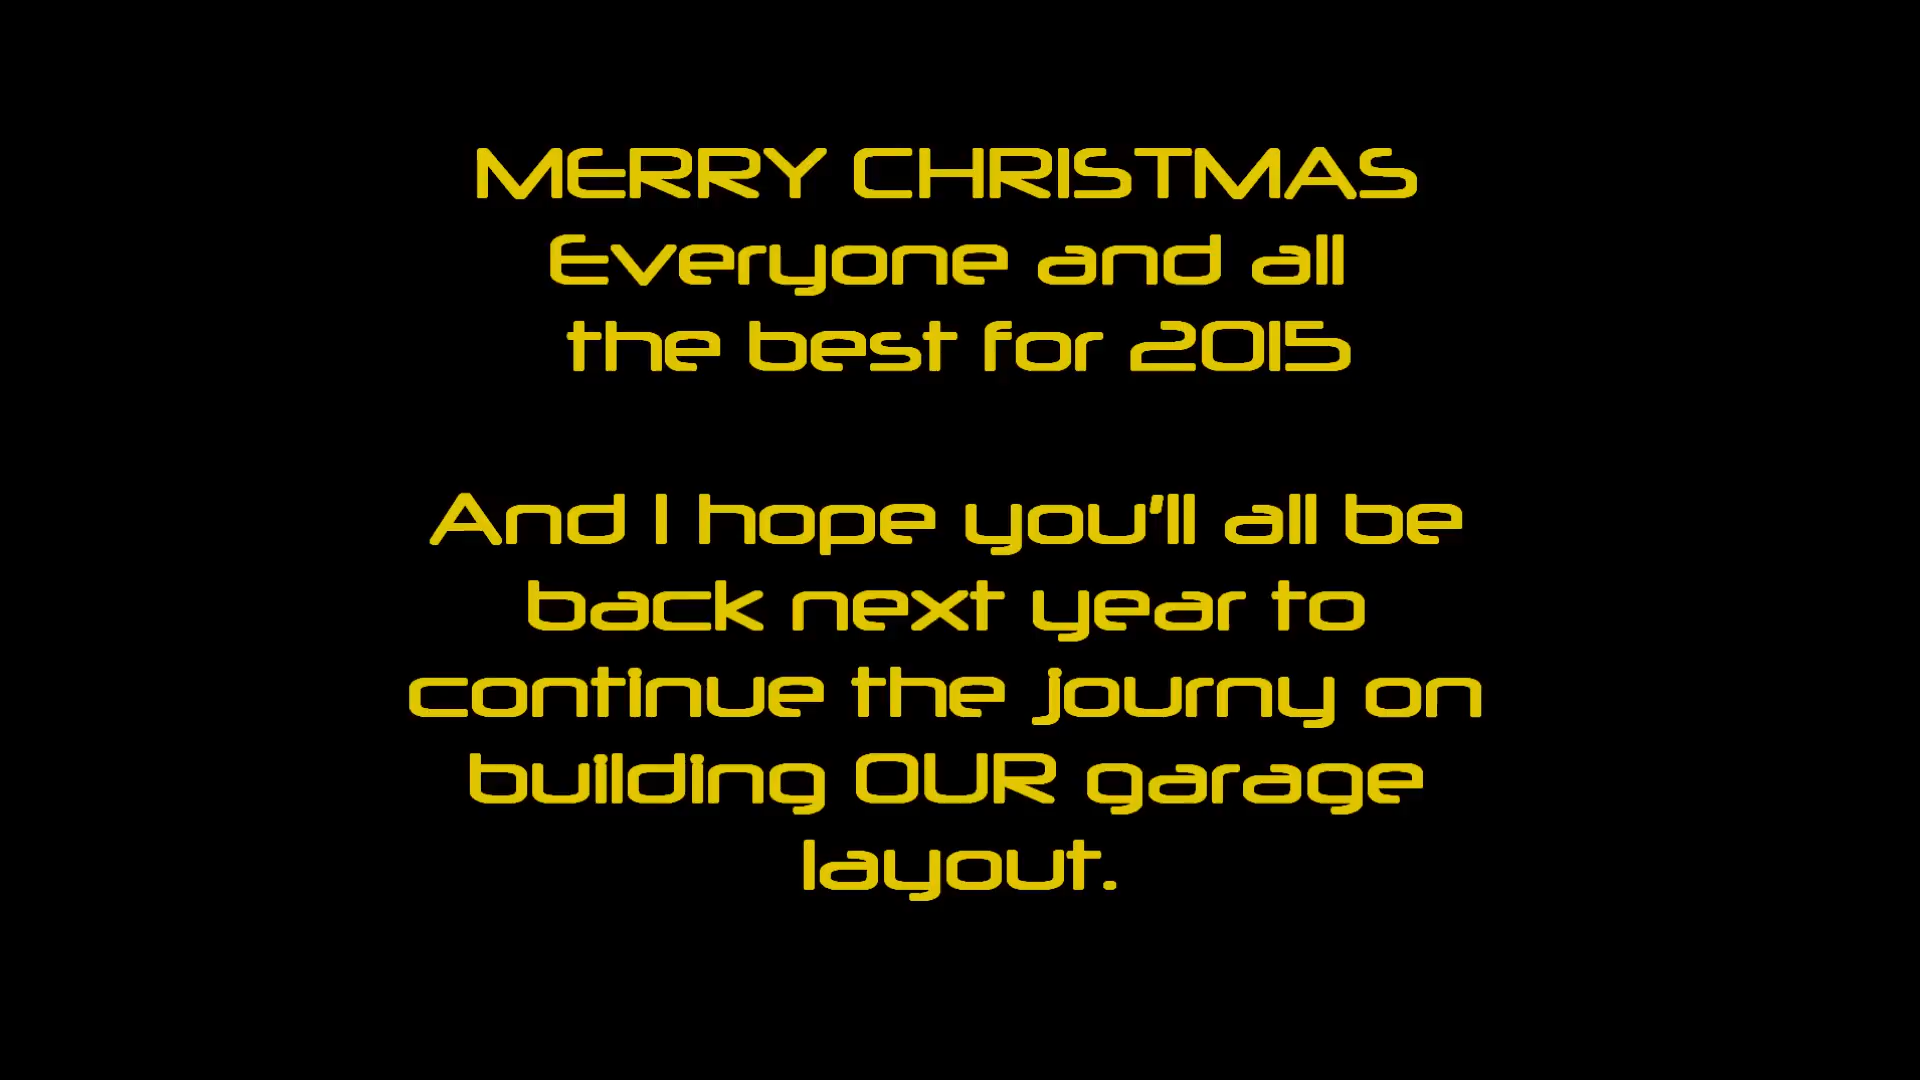 MERRY CHRISTMAS
Everyone and all
the best for 2015
And I hope you'll all be
back next year to
continue the journy on
building OUR garage
layout.